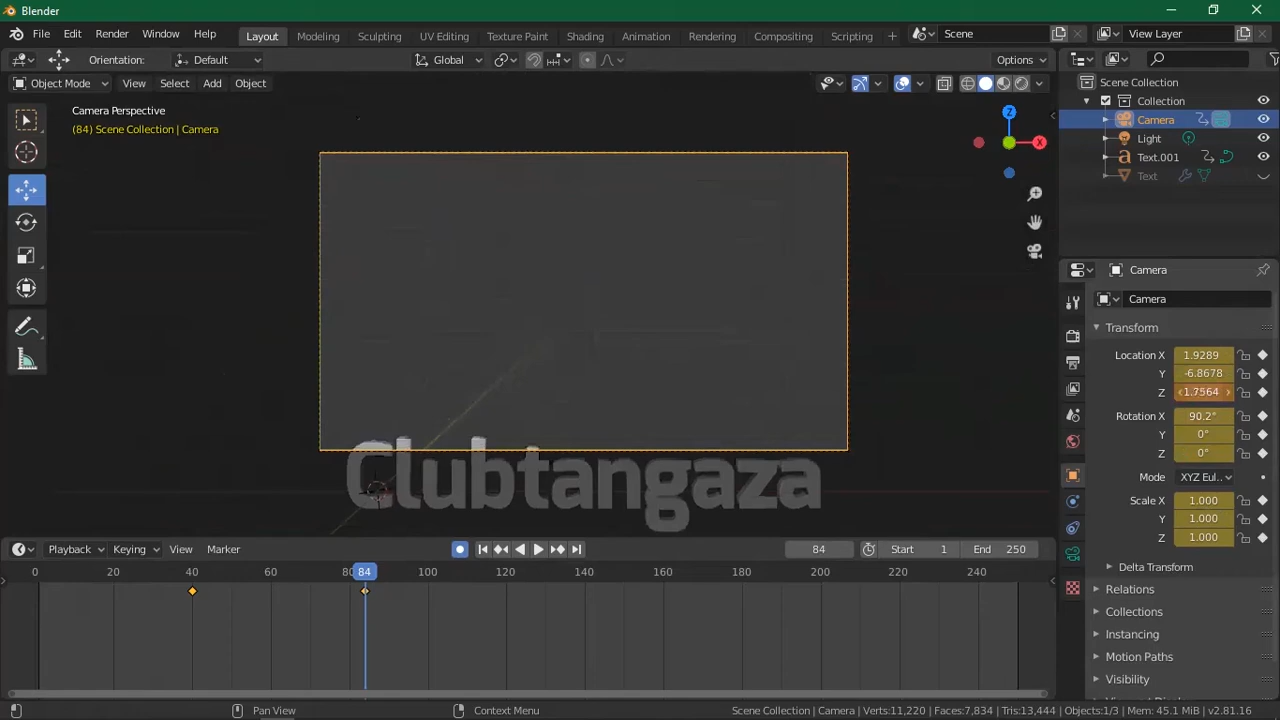 Blender
File Edit Render Window Help Layout Modeling Sculpting UV Editing Texture Paint Shading Animation Rendering Compositing Scripting + Scene View Layer
Orientation: Default Global Options
Object Mode View Select Add Object
Camera Perspective
(84) Scene Collection | Camera
Z
X
Clubtangaza
Scene Collection
Collection
Camera
Light
Text.001
Text
Camera
Camera
Transform
Location X 1.9289
Y -6.8678
Z 1.7564
Rotation X 90.2°
Y 0°
Z 0°
Mode XYZ Eul..
Scale X 1.000
Y 1.000
Z 1.000
Delta Transform
Relations
Collections
Instancing
Motion Paths
Visibility
Playback Keying View Marker 84 Start 1 End 250
0 20 40 60 80 84 100 120 140 160 180 200 220 240
Pan View Context Menu Scene Collection | Camera | Verts:11,220 | Faces:7,834 | Tris:13,444 | Objects:1/3 | Mem: 45.1 MiB | v2.81.16